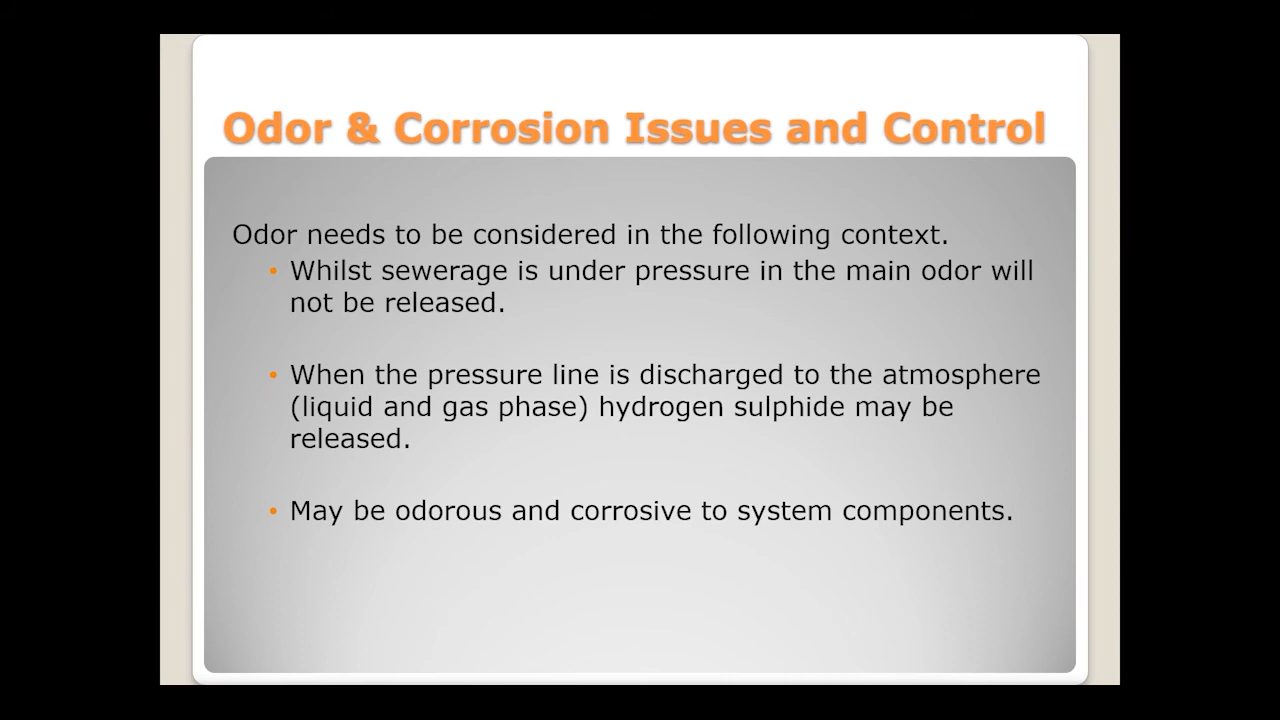 Odor & Corrosion Issues and Control
Odor needs to be considered in the following context.
• Whilst sewerage is under pressure in the main odor will
not be released.
• When the pressure line is discharged to the atmosphere
(liquid and gas phase) hydrogen sulphide may be
released.
• May be odorous and corrosive to system components.